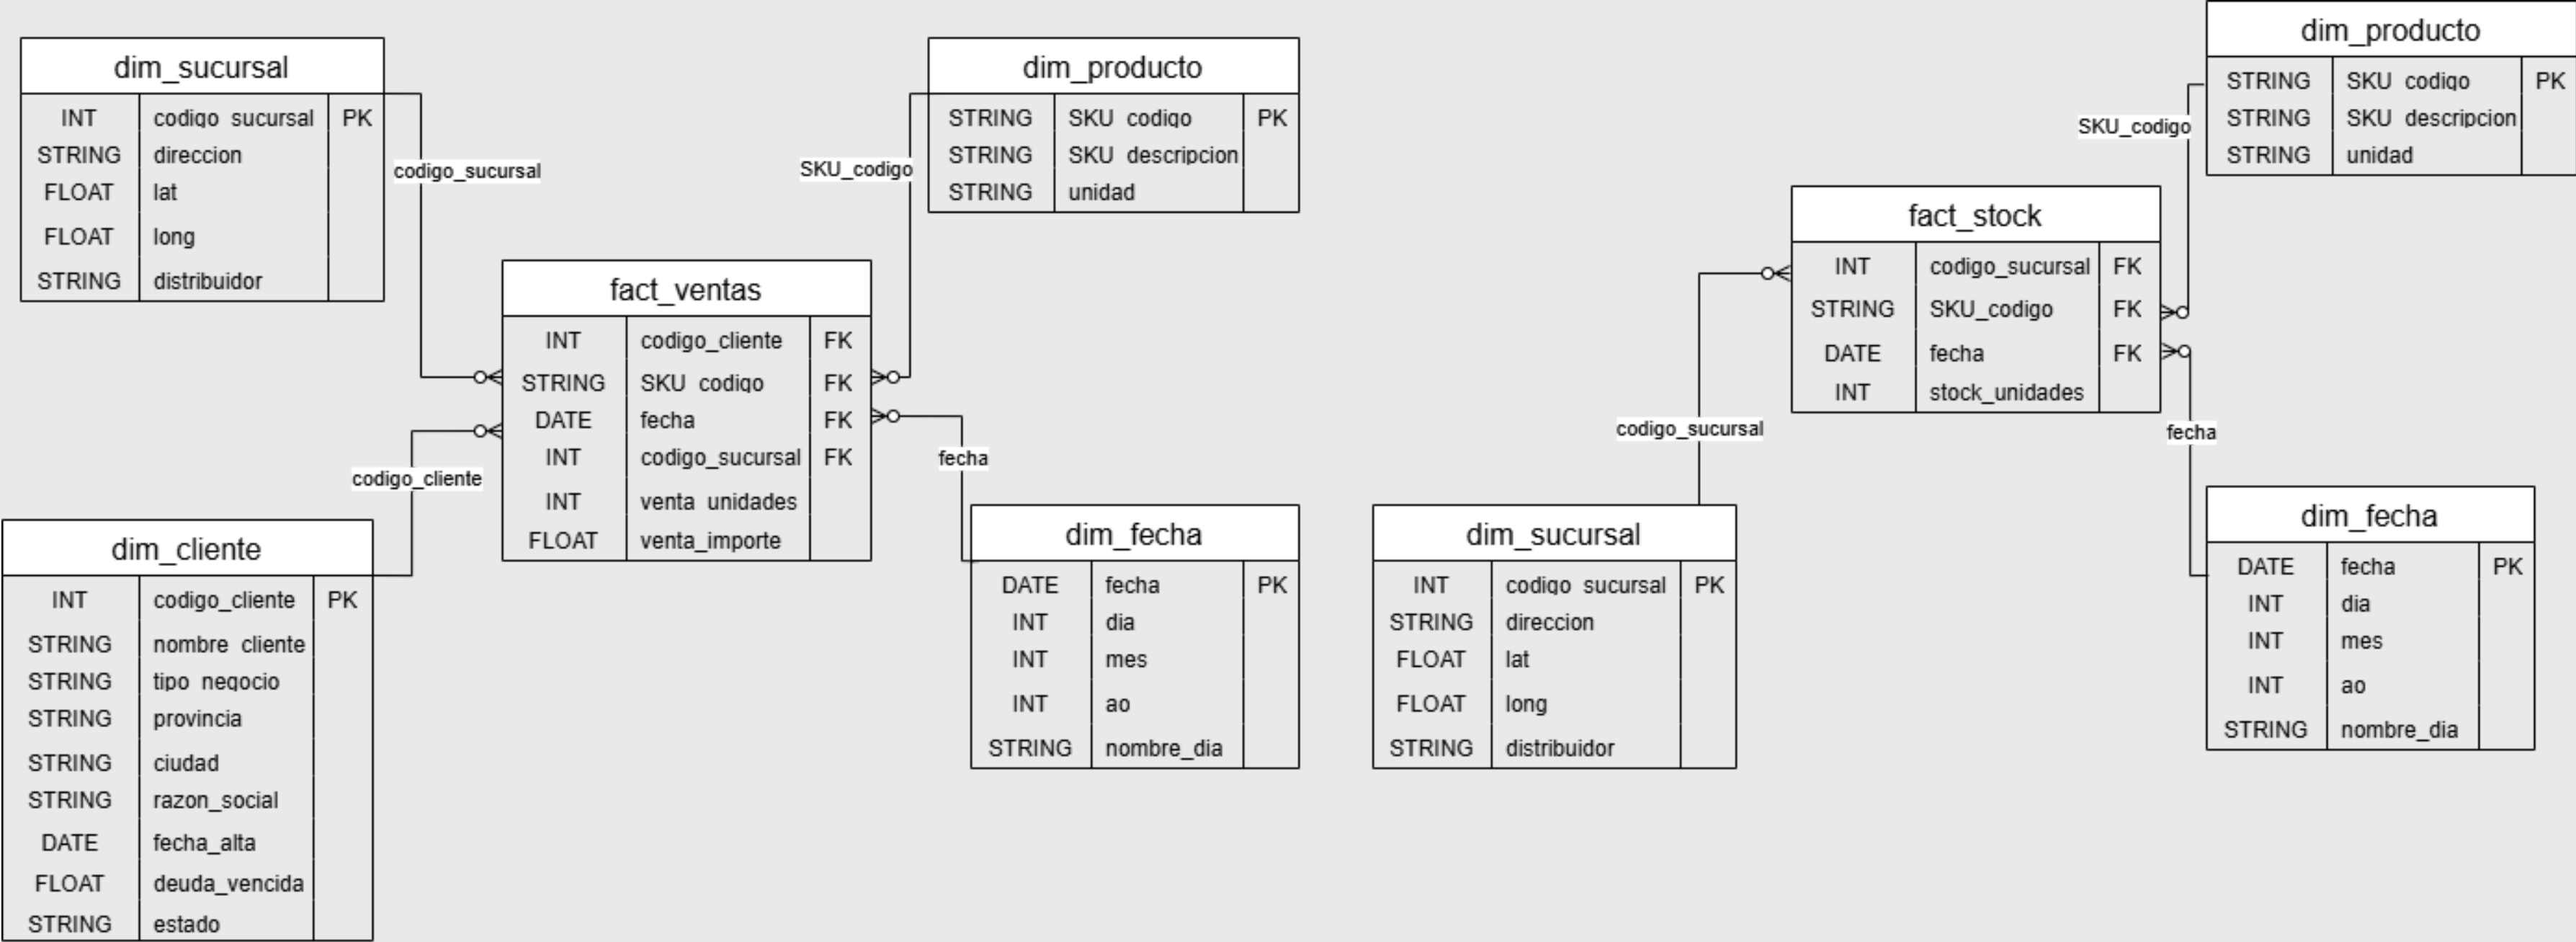 dim_sucursal
INT codigo_sucursal PK
STRING direccion
FLOAT lat
FLOAT long
STRING distribuidor
codigo_sucursal
dim_producto
STRING SKU_codigo PK
STRING SKU_descripcion
STRING unidad
SKU_codigo
fact_ventas
INT codigo_cliente FK
STRING SKU_codigo FK
DATE fecha FK
INT codigo_sucursal FK
INT venta_unidades
FLOAT venta_importe
codigo_cliente
fecha
dim_cliente
INT codigo_cliente PK
STRING nombre_cliente
STRING tipo_negocio
STRING provincia
STRING ciudad
STRING razon_social
DATE fecha_alta
FLOAT deuda_vencida
STRING estado
dim_fecha
DATE fecha PK
INT dia
INT mes
INT ao
STRING nombre_dia
dim_producto
STRING SKU_codigo PK
STRING SKU_descripcion
STRING unidad
SKU_codigo
fact_stock
INT codigo_sucursal FK
STRING SKU_codigo FK
DATE fecha FK
INT stock_unidades
codigo_sucursal
fecha
dim_sucursal
INT codigo_sucursal PK
STRING direccion
FLOAT lat
FLOAT long
STRING distribuidor
dim_fecha
DATE fecha PK
INT dia
INT mes
INT ao
STRING nombre_dia